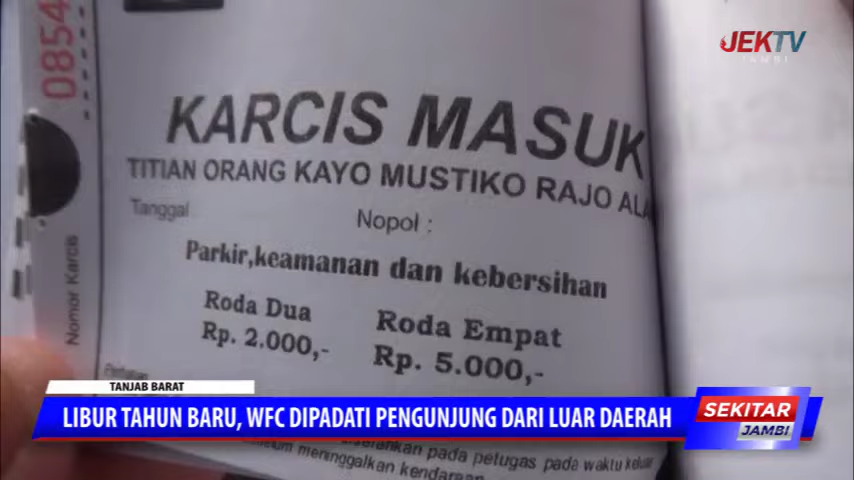 JEKTV
JAMBI
0854
KARCIS MASUK
TITIAN ORANG KAYO MUSTIKO RAJO ALA
Tanggal
Nopol :
Parkir,keamanan dan kebersihan
Roda Dua Roda Empat
Rp. 2.000,- Rp. 5.000,-
Nomor Karcis
TANJAB BARAT
LIBUR TAHUN BARU, WFC DIPADATI PENGUNJUNG DARI LUAR DAERAH
SEKITAR
JAMBI
pada petugas pada waktu keluar
meninggalkan kendaraan